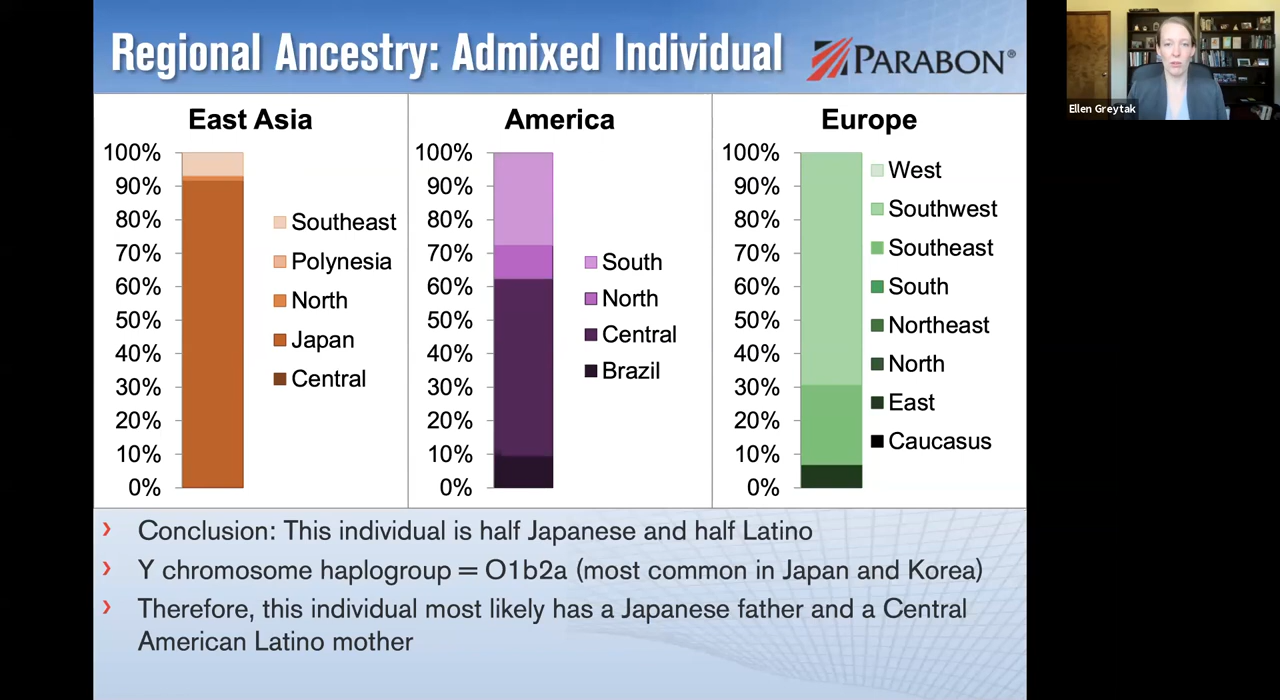 Regional Ancestry: Admixed Individual
PARABON®
Ellen Greytak
East Asia
100%
90%
80%
70%
60%
50%
40%
30%
20%
10%
0%
Southeast
Polynesia
North
Japan
Central
America
100%
90%
80%
70%
60%
50%
40%
30%
20%
10%
0%
South
North
Central
Brazil
Europe
100%
90%
80%
70%
60%
50%
40%
30%
20%
10%
0%
West
Southwest
Southeast
South
Northeast
North
East
Caucasus
› Conclusion: This individual is half Japanese and half Latino
› Y chromosome haplogroup = O1b2a (most common in Japan and Korea)
› Therefore, this individual most likely has a Japanese father and a Central
American Latino mother